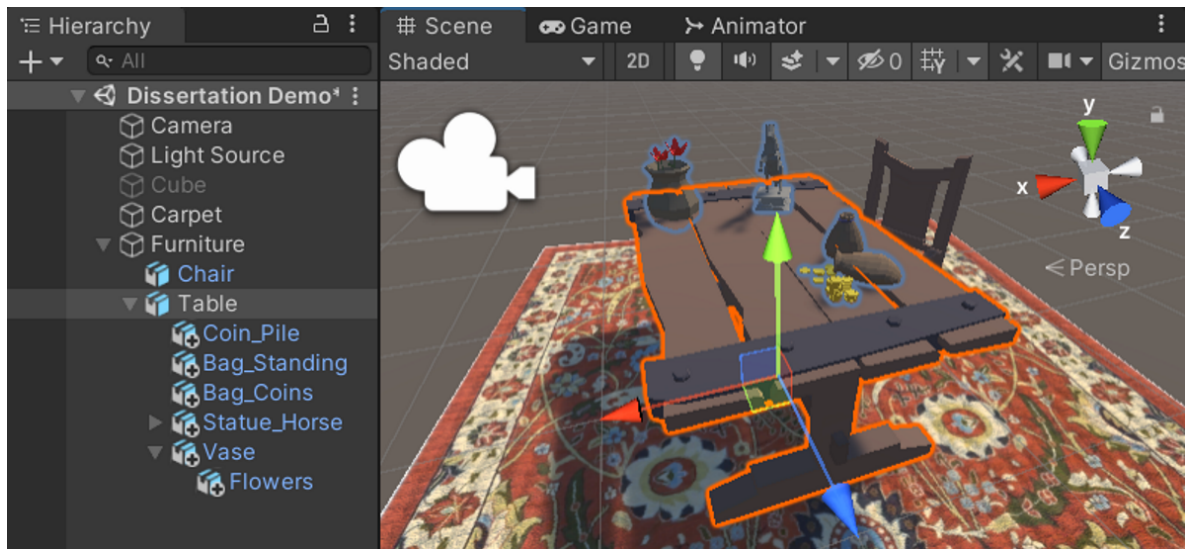 Hierarchy
All
Dissertation Demo*
Camera
Light Source
Cube
Carpet
Furniture
Chair
Table
Coin_Pile
Bag_Standing
Bag_Coins
Statue_Horse
Vase
Flowers
Scene Game Animator
Shaded 2D 0 Gizmos
y
x
z
Persp